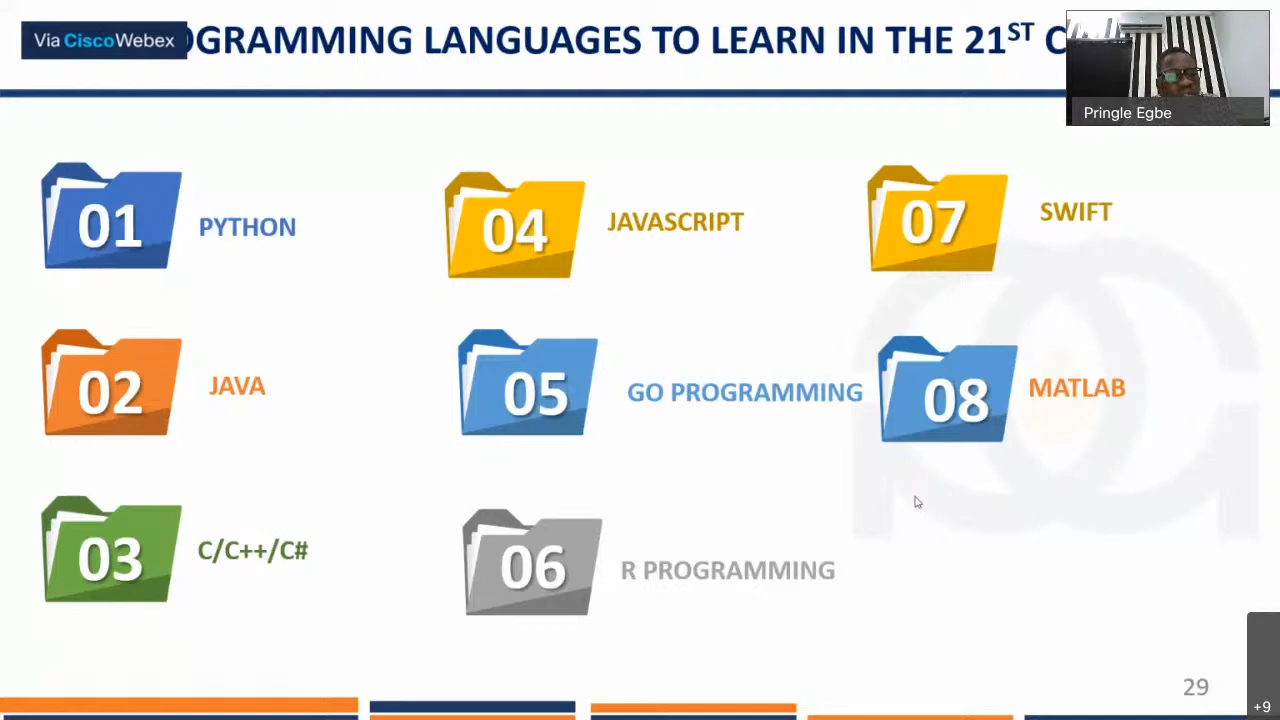 Via CiscoWebex
OGRAMMING LANGUAGES TO LEARN IN THE 21ST C
Pringle Egbe
01 PYTHON
02 JAVA
03 C/C++/C#
04 JAVASCRIPT
05 GO PROGRAMMING
06 R PROGRAMMING
07 SWIFT
08 MATLAB
29
+9